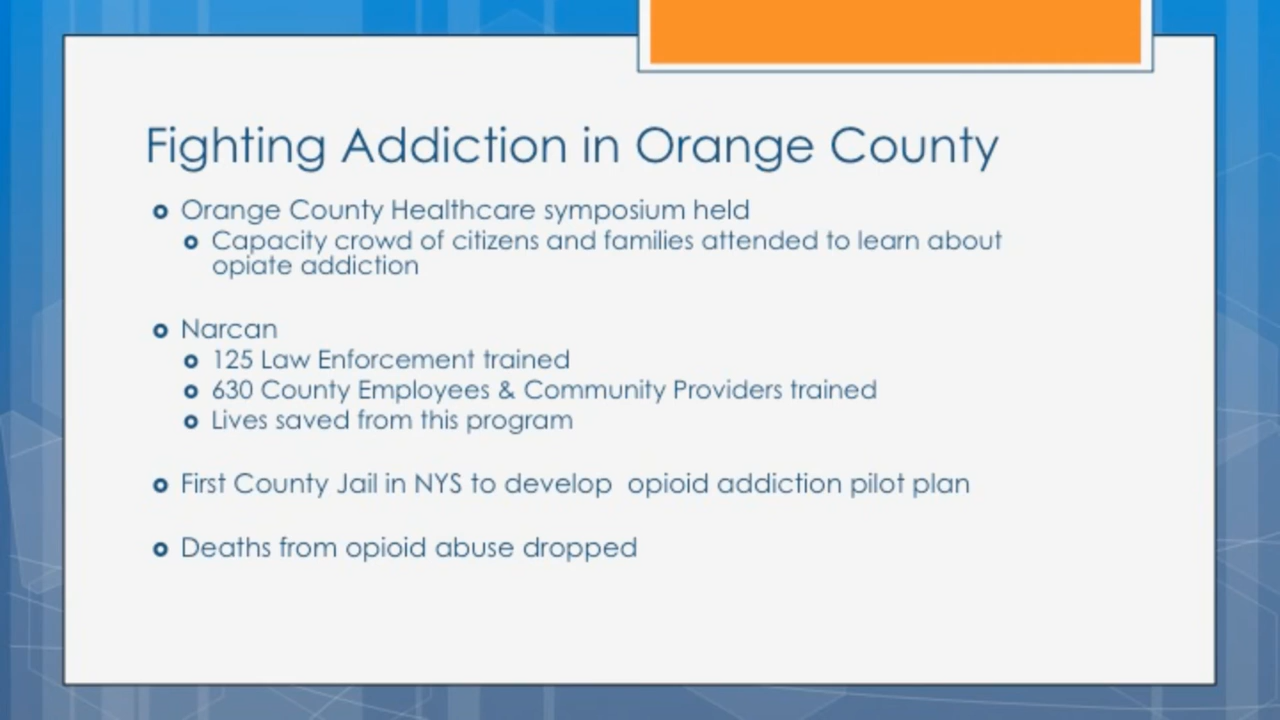 Fighting Addiction in Orange County
Orange County Healthcare symposium held
Capacity crowd of citizens and families attended to learn about
opiate addiction
Narcan
125 Law Enforcement trained
630 County Employees & Community Providers trained
Lives saved from this program
First County Jail in NYS to develop  opioid addiction pilot plan
Deaths from opioid abuse dropped